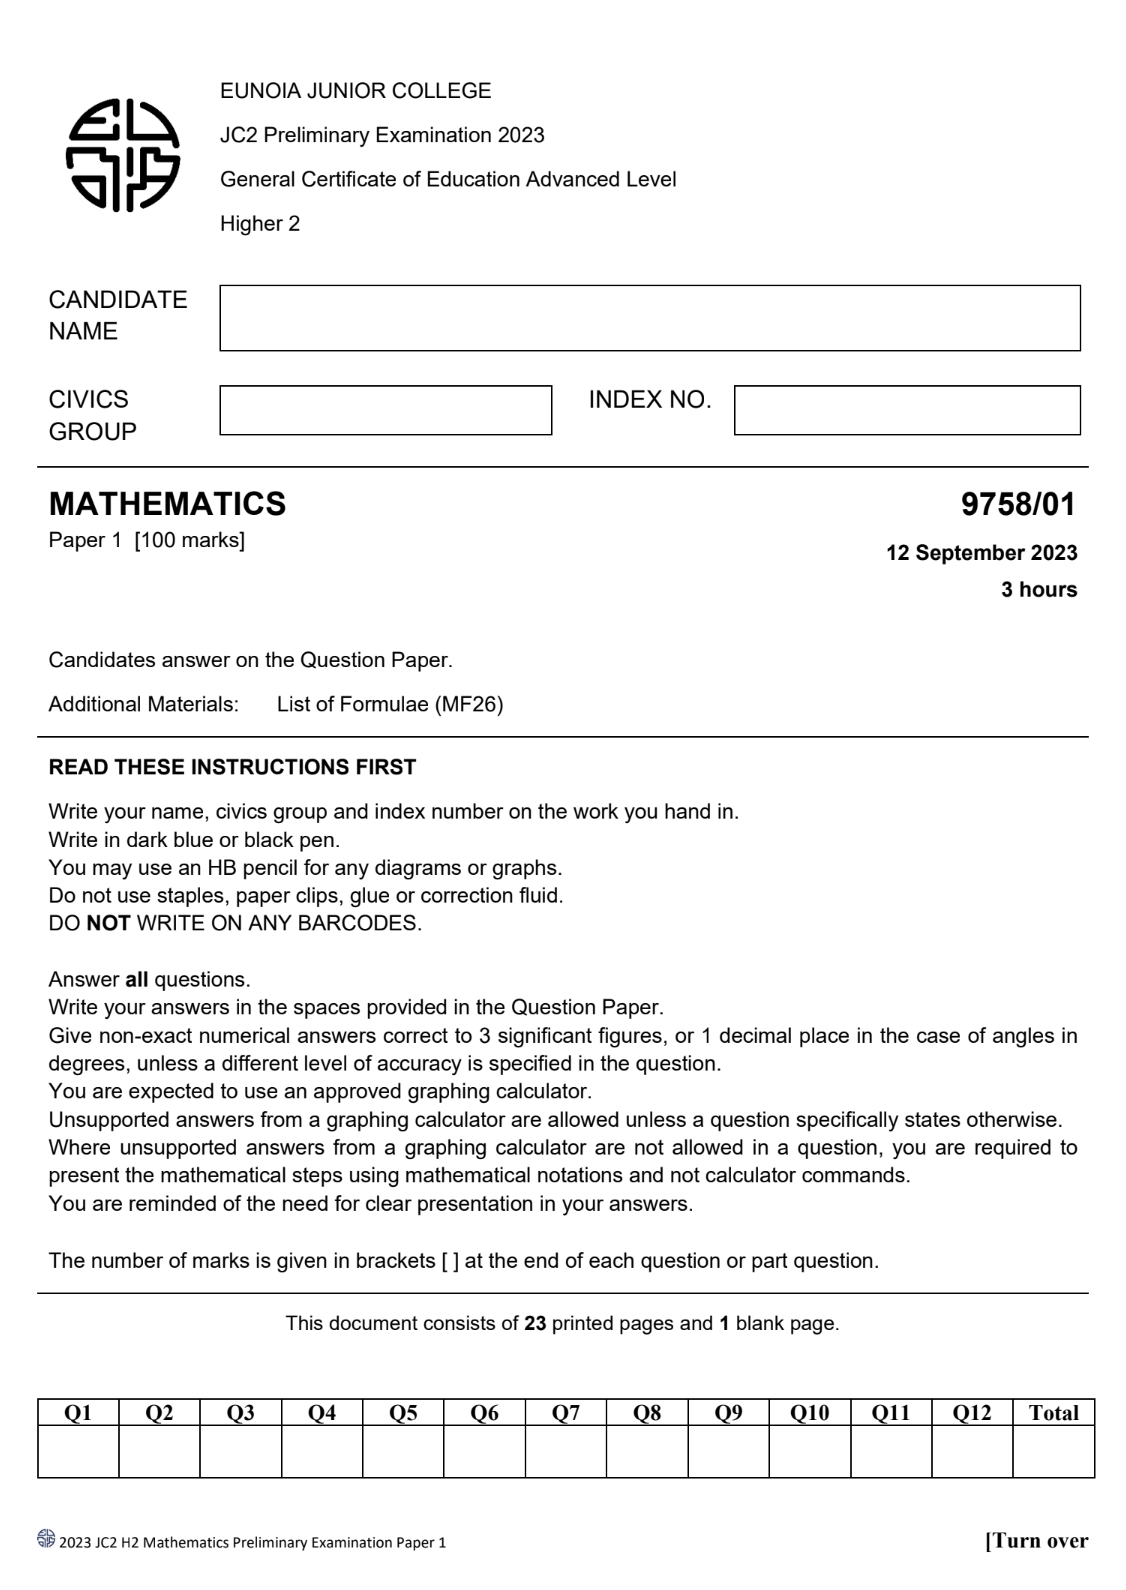 EUNOIA JUNIOR COLLEGE
JC2 Preliminary Examination 2023
General Certificate of Education Advanced Level
Higher 2
CANDIDATE
NAME
CIVICS
GROUP
INDEX NO.
MATHEMATICS
9758/01
Paper 1 [100 marks]
12 September 2023
3 hours
Candidates answer on the Question Paper.
Additional Materials: List of Formulae (MF26)
READ THESE INSTRUCTIONS FIRST
Write your name, civics group and index number on the work you hand in.
Write in dark blue or black pen.
You may use an HB pencil for any diagrams or graphs.
Do not use staples, paper clips, glue or correction fluid.
DO NOT WRITE ON ANY BARCODES.
Answer all questions.
Write your answers in the spaces provided in the Question Paper.
Give non-exact numerical answers correct to 3 significant figures, or 1 decimal place in the case of angles in
degrees, unless a different level of accuracy is specified in the question.
You are expected to use an approved graphing calculator.
Unsupported answers from a graphing calculator are allowed unless a question specifically states otherwise.
Where unsupported answers from a graphing calculator are not allowed in a question, you are required to
present the mathematical steps using mathematical notations and not calculator commands.
You are reminded of the need for clear presentation in your answers.
The number of marks is given in brackets [ ] at the end of each question or part question.
This document consists of 23 printed pages and 1 blank page.
Q1 Q2 Q3 Q4 Q5 Q6 Q7 Q8 Q9 Q10 Q11 Q12 Total
2023 JC2 H2 Mathematics Preliminary Examination Paper 1
[Turn over